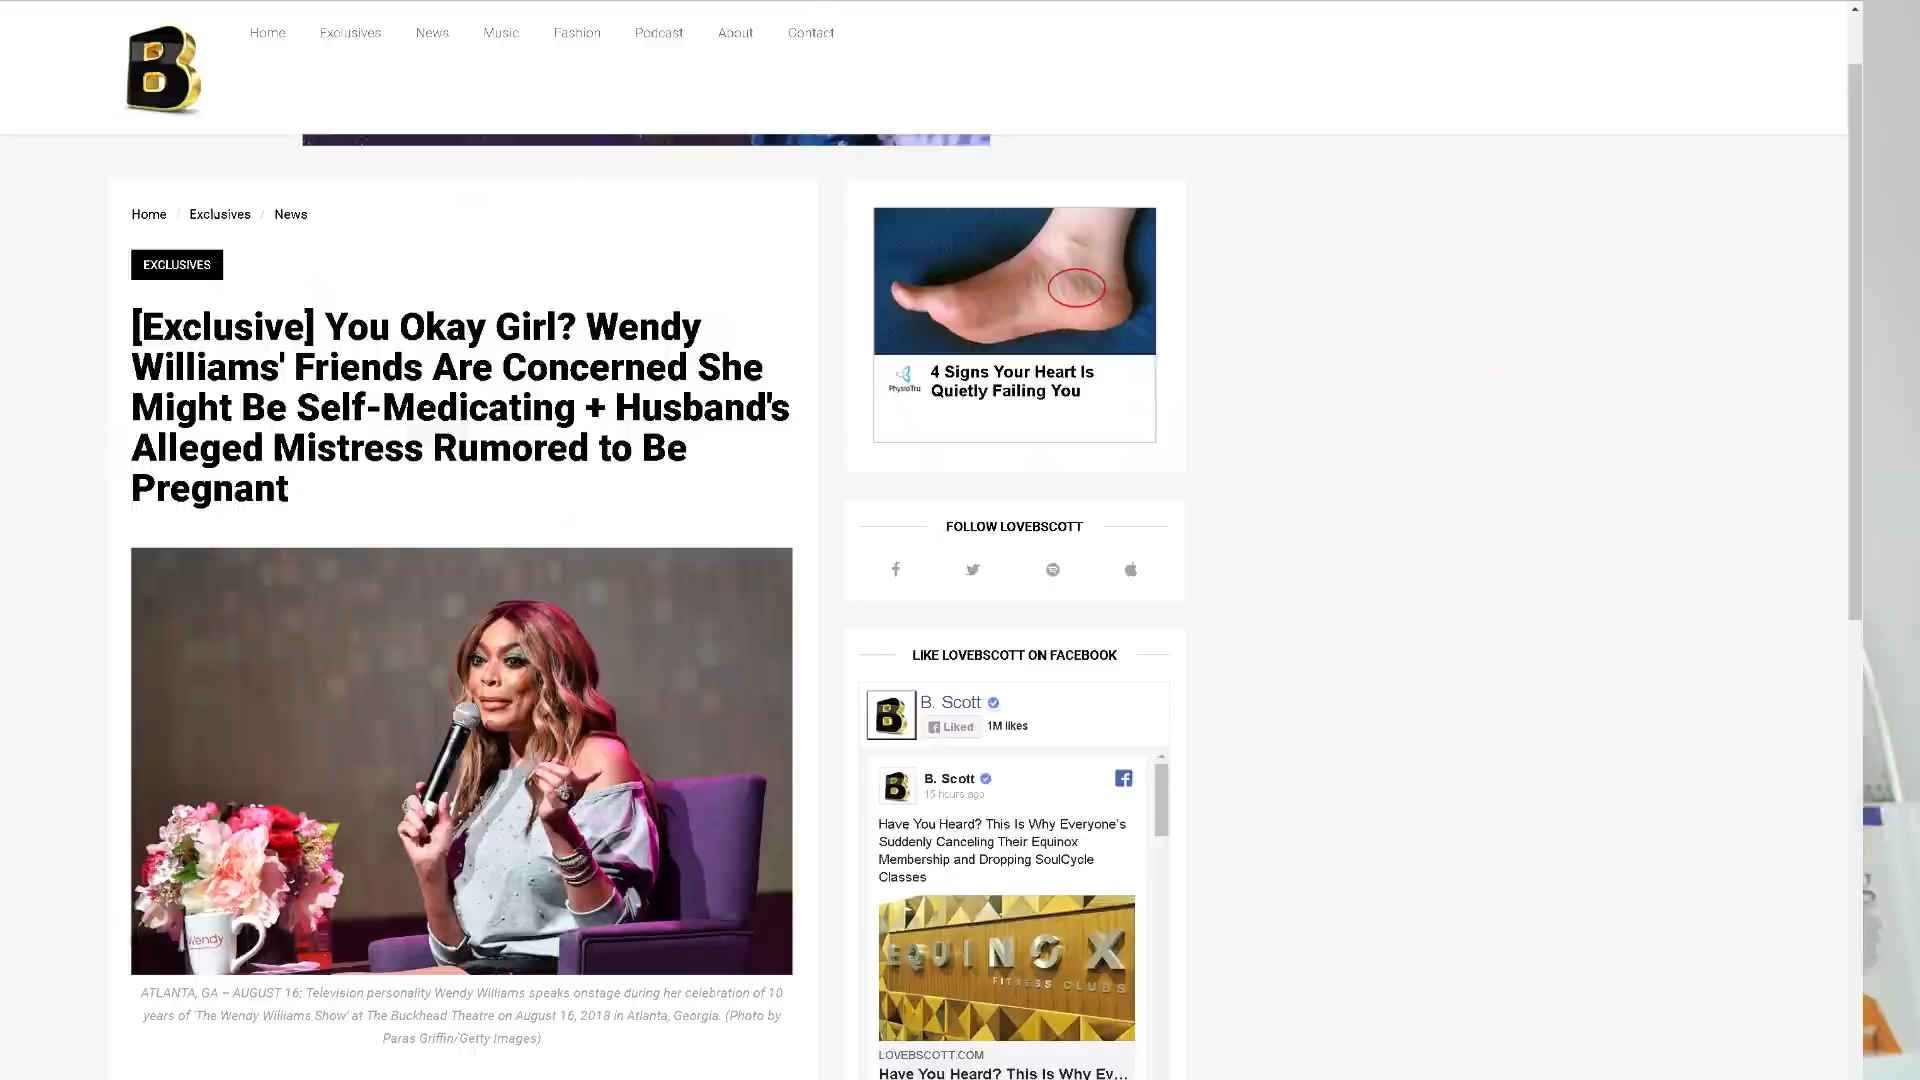 Home Exclusives News Music Fashion Podcast About Contact
B
Home / Exclusives / News
EXCLUSIVES
[Exclusive] You Okay Girl? Wendy
Williams' Friends Are Concerned She
Might Be Self-Medicating + Husband's
Alleged Mistress Rumored to Be
Pregnant
Wendy
ATLANTA, GA – AUGUST 16: Television personality Wendy Williams speaks onstage during her celebration of 10
years of 'The Wendy Williams Show' at The Buckhead Theatre on August 16, 2018 in Atlanta, Georgia. (Photo by
Paras Griffin/Getty Images)
PhysioTru
4 Signs Your Heart Is
Quietly Failing You
FOLLOW LOVEBSCOTT
LIKE LOVEBSCOTT ON FACEBOOK
B
B. Scott
Liked 1M likes
B
B. Scott
15 hours ago
Have You Heard? This Is Why Everyone's
Suddenly Canceling Their Equinox
Membership and Dropping SoulCycle
Classes
EQUINOX
FITNESS CLUBS
LOVEBSCOTT.COM
Have You Heard? This Is Why Ev...